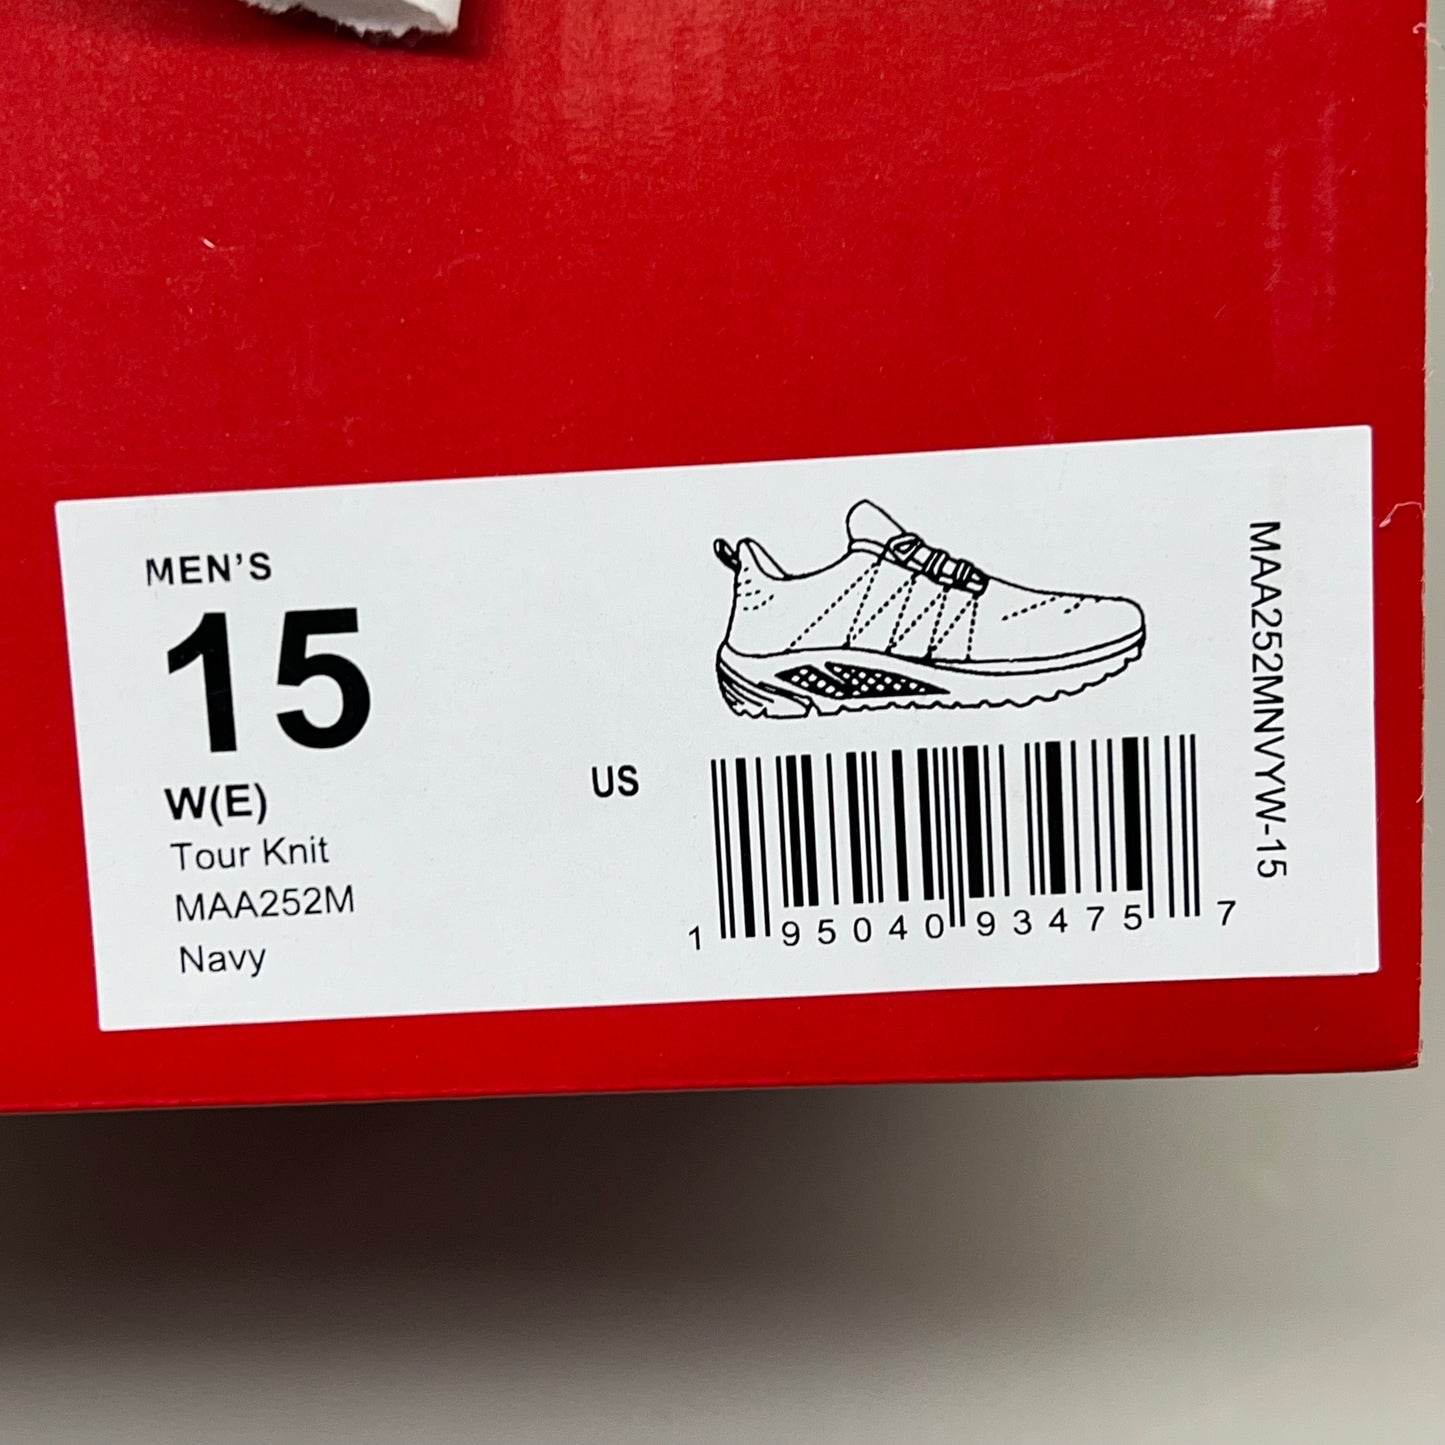 MEN'S
15
W(E)
Tour Knit
MAA252M
Navy
US
1 95040 93475 7
MAA252MNVYW-15